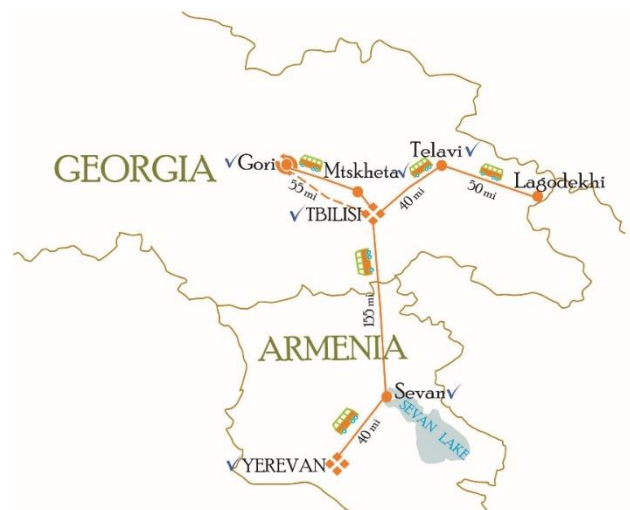 Telavi
GEORGIA
Gori
Mtskheta
Lagodekhi
55 mi
40 mi
50 mi
TBILISI
155 mi
ARMENIA
Sevan
SEVAN LAKE
40 mi
YEREVAN